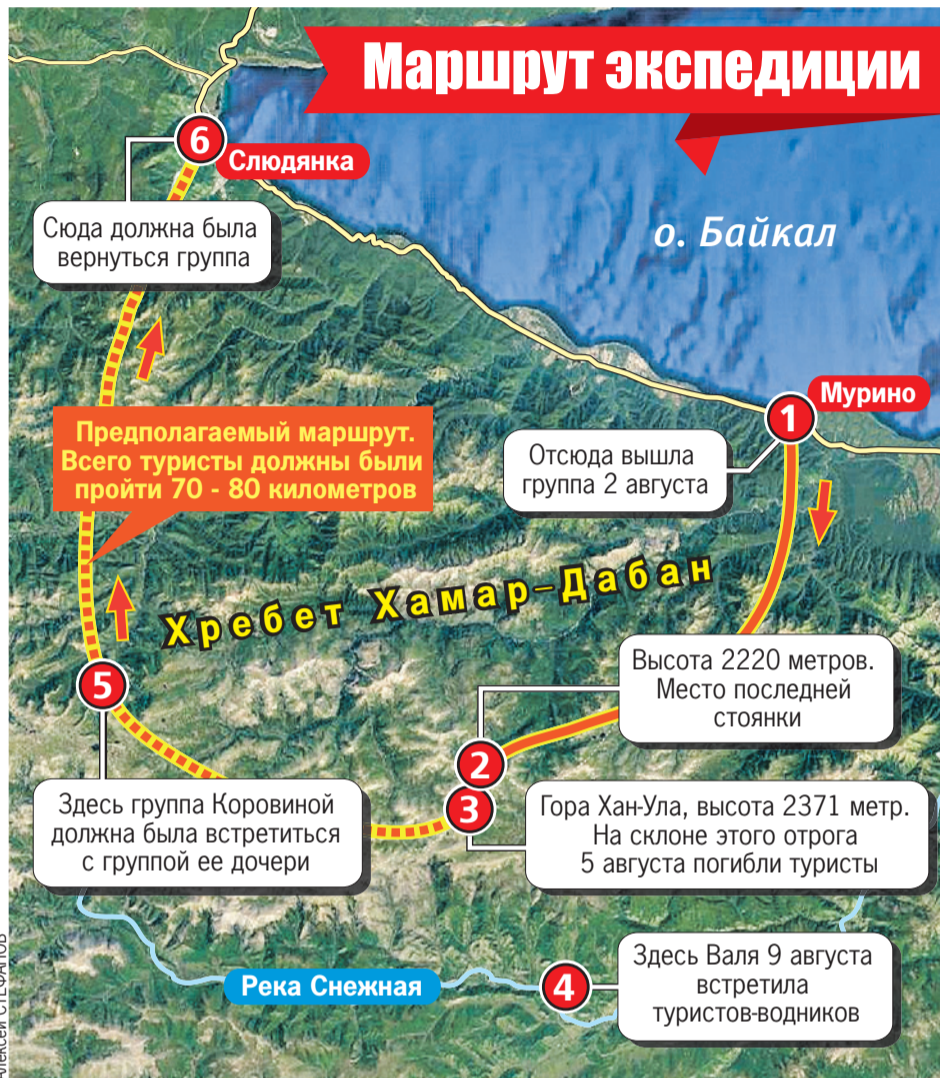 Маршрут экспедиции
6
Слюдянка
Сюда должна была
вернуться группа
о. Байкал
Мурино
1
Отсюда вышла
группа 2 августа
Предполагаемый маршрут.
Всего туристы должны были
пройти 70 - 80 километров
Хребет Хамар-Дабан
5
Высота 2220 метров.
Место последней
стоянки
2
3
Здесь группа Коровиной
должна была встретиться
с группой ее дочери
Гора Хан-Ула, высота 2371 метр.
На склоне этого отрога
5 августа погибли туристы
Река Снежная
4
Здесь Валя 9 августа
встретила
туристов-водников
Алексей СТЕФАНОВ